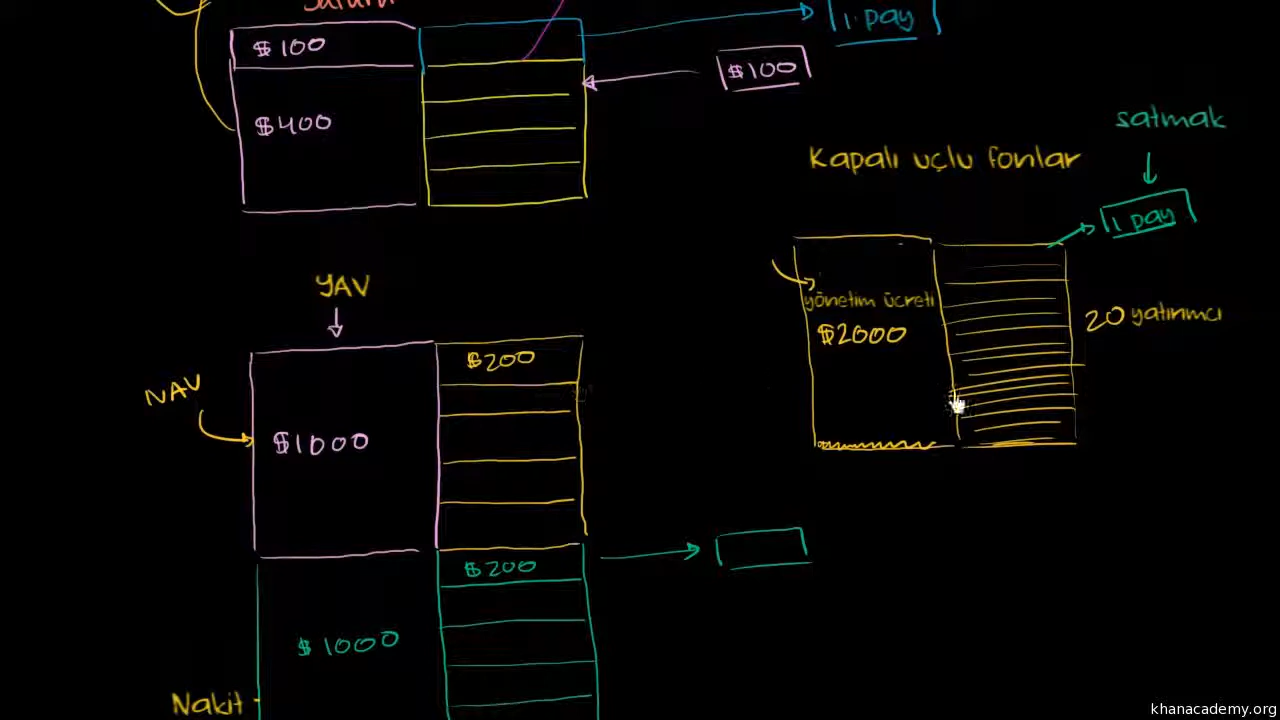 1 pay
$100
$100
$400
satmak
Kapalı uçlu fonlar
1 pay
YAV
yönetim ücreti
$2000
20 yatırımcı
$200
NAV
$1000
$200
$1000
Nakit
khanacademy.org